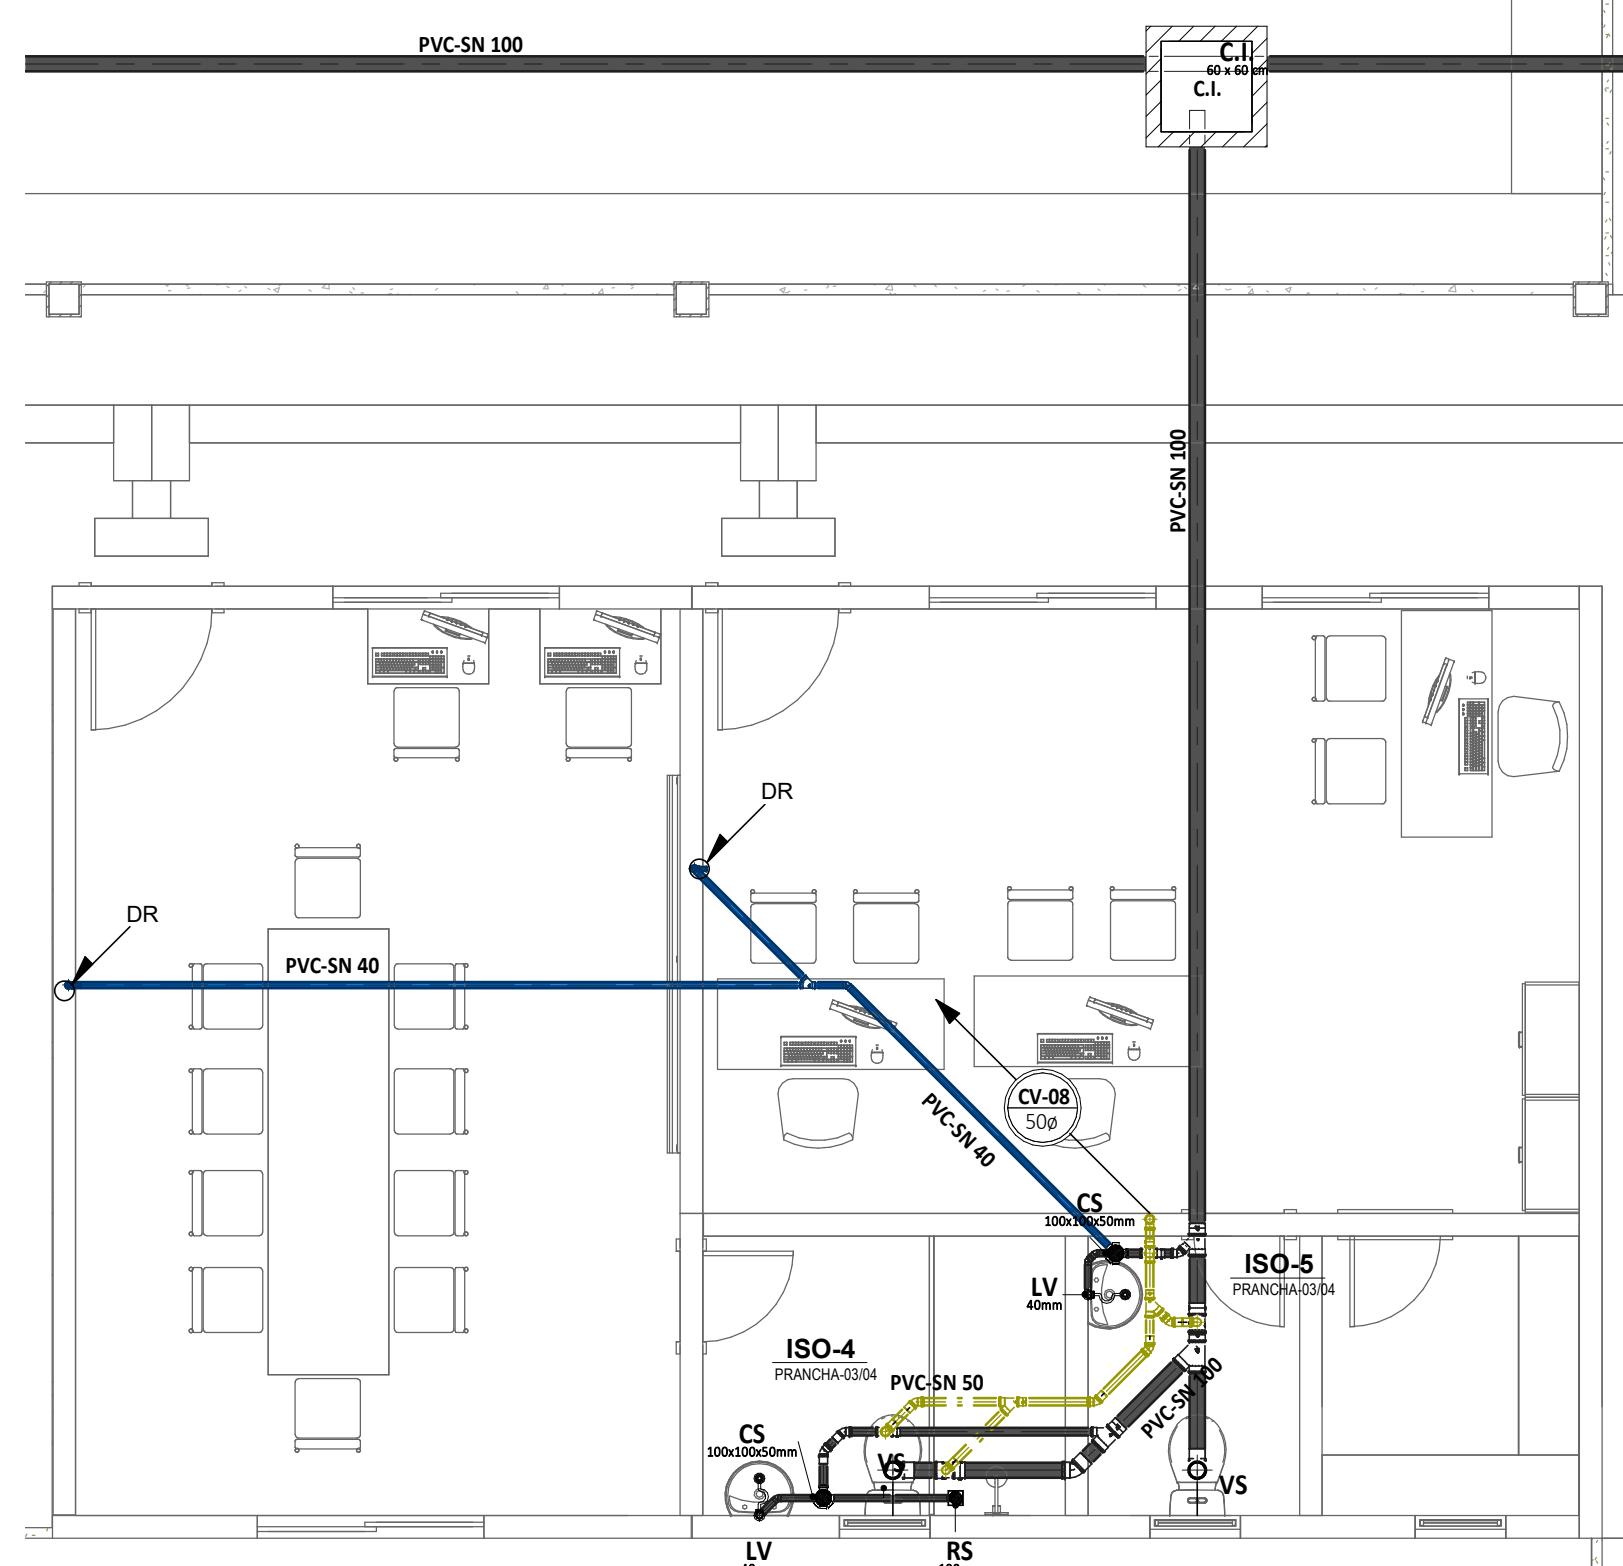 PVC-SN 100
C.I.
60 x 60 cm
C.I.
PVC-SN 100
DR
DR
PVC-SN 40
PVC-SN 40
CV-08
50ø
CS
100x100x50mm
LV
40mm
ISO-5
PRANCHA-03/04
ISO-4
PRANCHA-03/04
PVC-SN 50
PVC-SN 100
CS
100x100x50mm
VS
VS
LV
RS